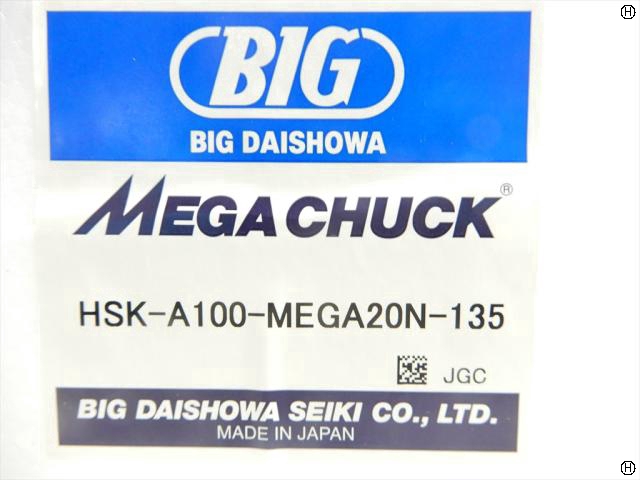 BIG
BIG DAISHOWA
MEGA CHUCK®
HSK-A100-MEGA20N-135
JGC
BIG DAISHOWA SEIKI CO., LTD.
MADE IN JAPAN
H
H